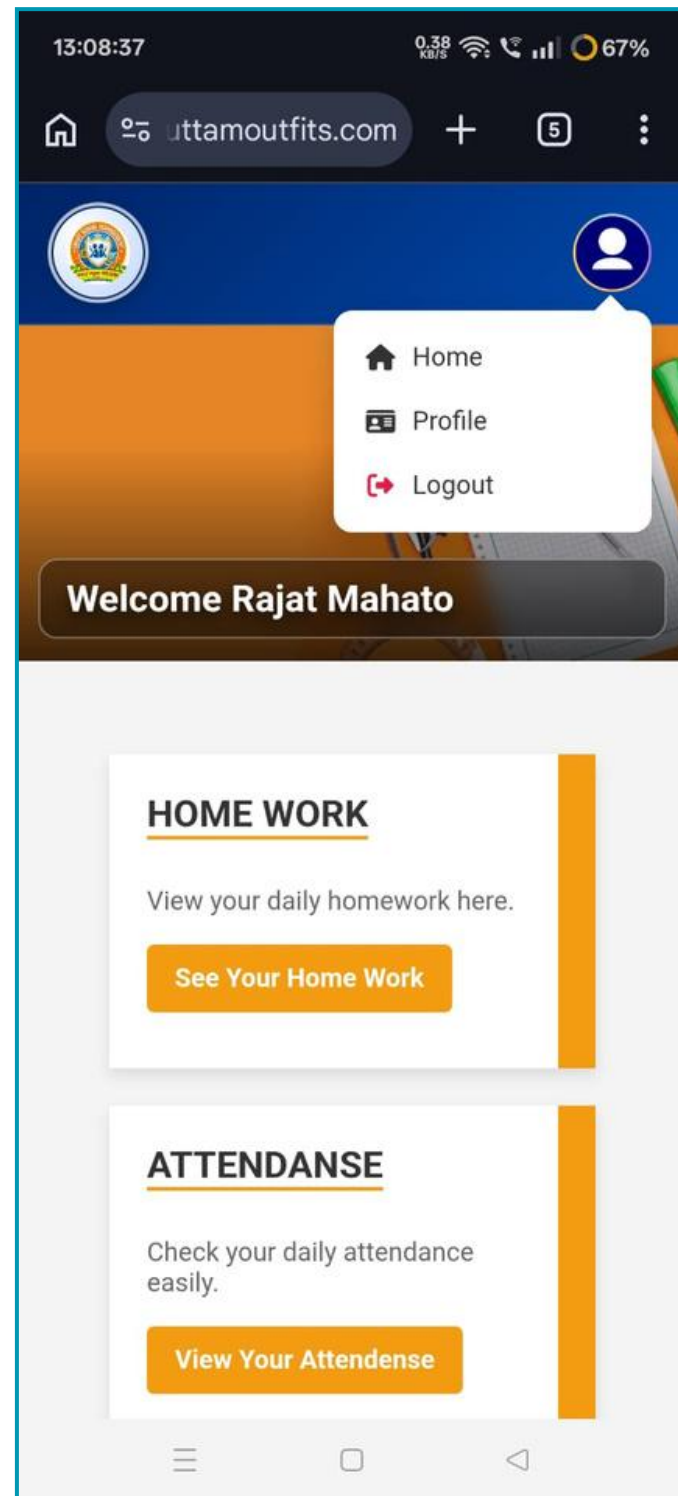 13:08:37 0.38 KB/S 67%
uttamoutfits.com 5
Home
Profile
Logout
Welcome Rajat Mahato
HOME WORK
View your daily homework here.
See Your Home Work
ATTENDANSE
Check your daily attendance
easily.
View Your Attendense